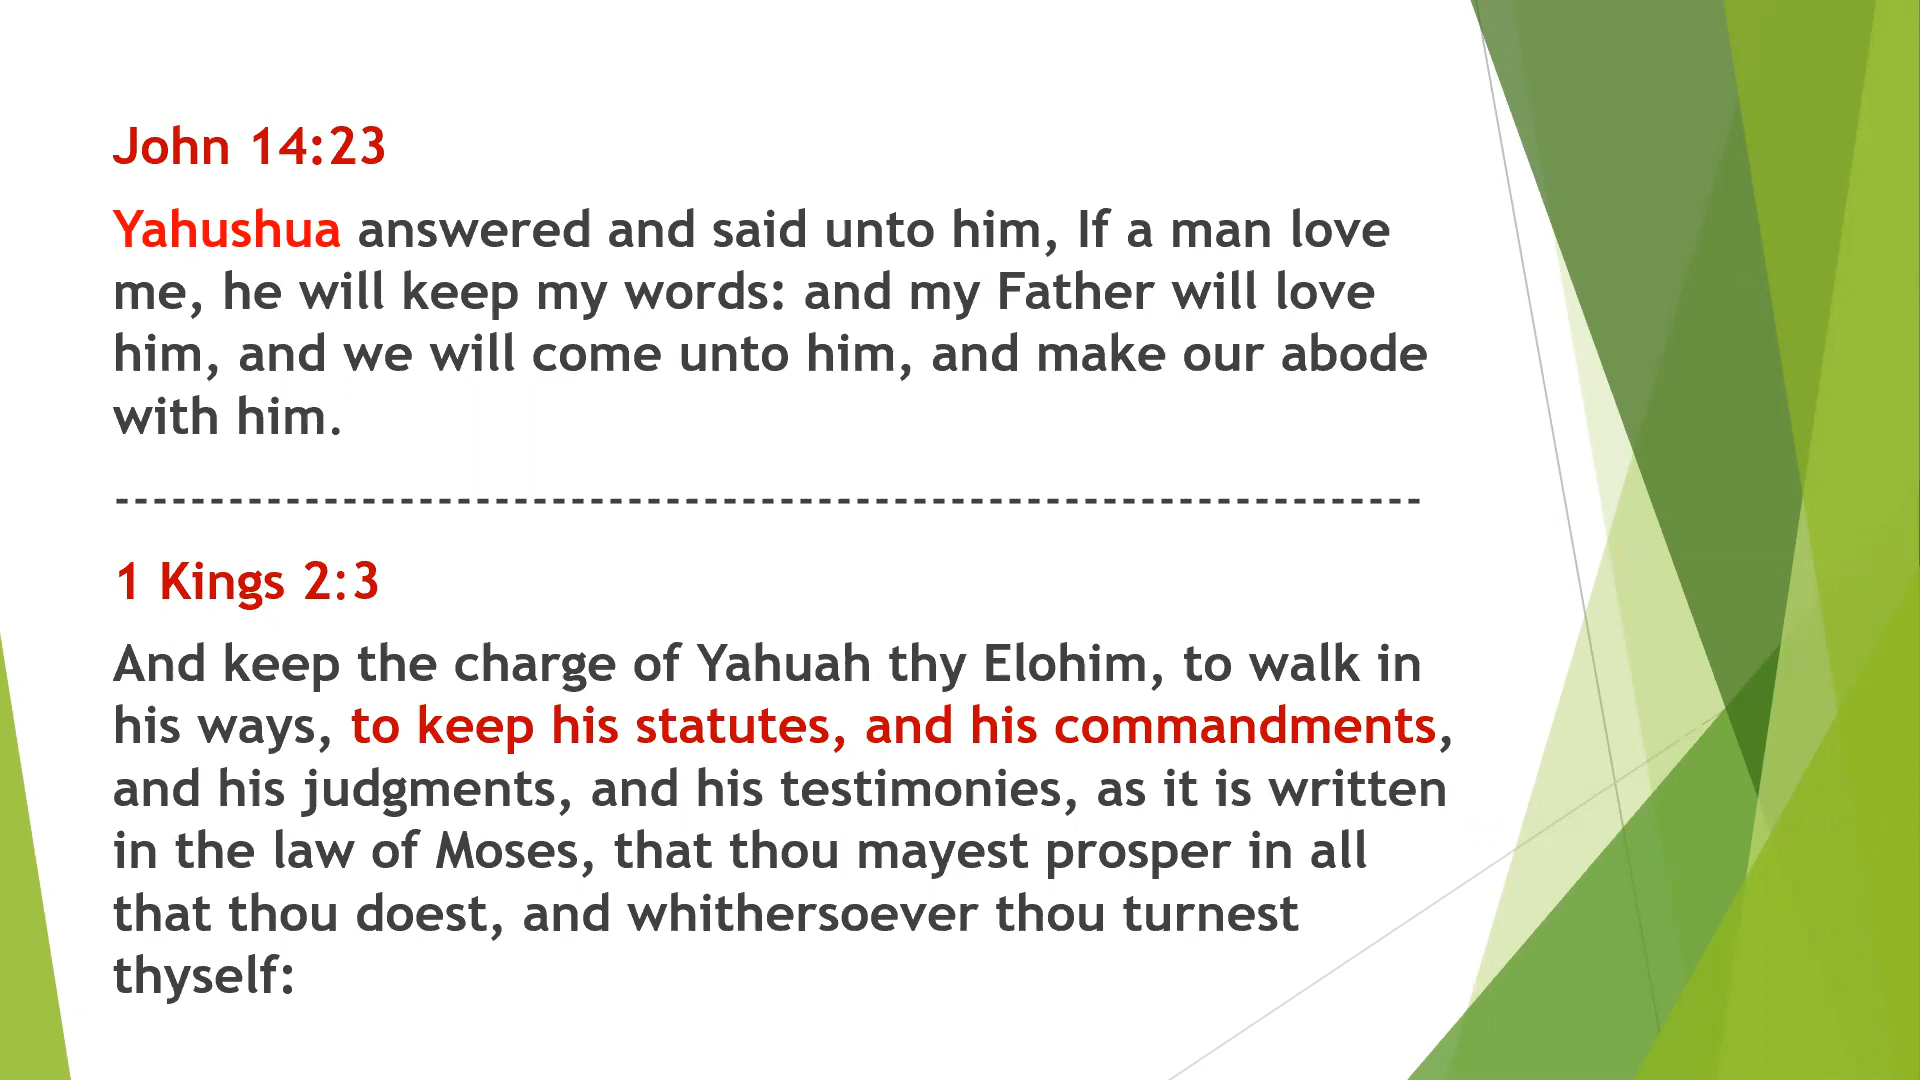 John 14:23
Yahushua answered and said unto him, If a man love
me, he will keep my words: and my Father will love
him, and we will come unto him, and make our abode
with him.
---------------------------------------------------------------------
1 Kings 2:3
And keep the charge of Yahuah thy Elohim, to walk in
his ways, to keep his statutes, and his commandments,
and his judgments, and his testimonies, as it is written
in the law of Moses, that thou mayest prosper in all
that thou doest, and whithersoever thou turnest
thyself: